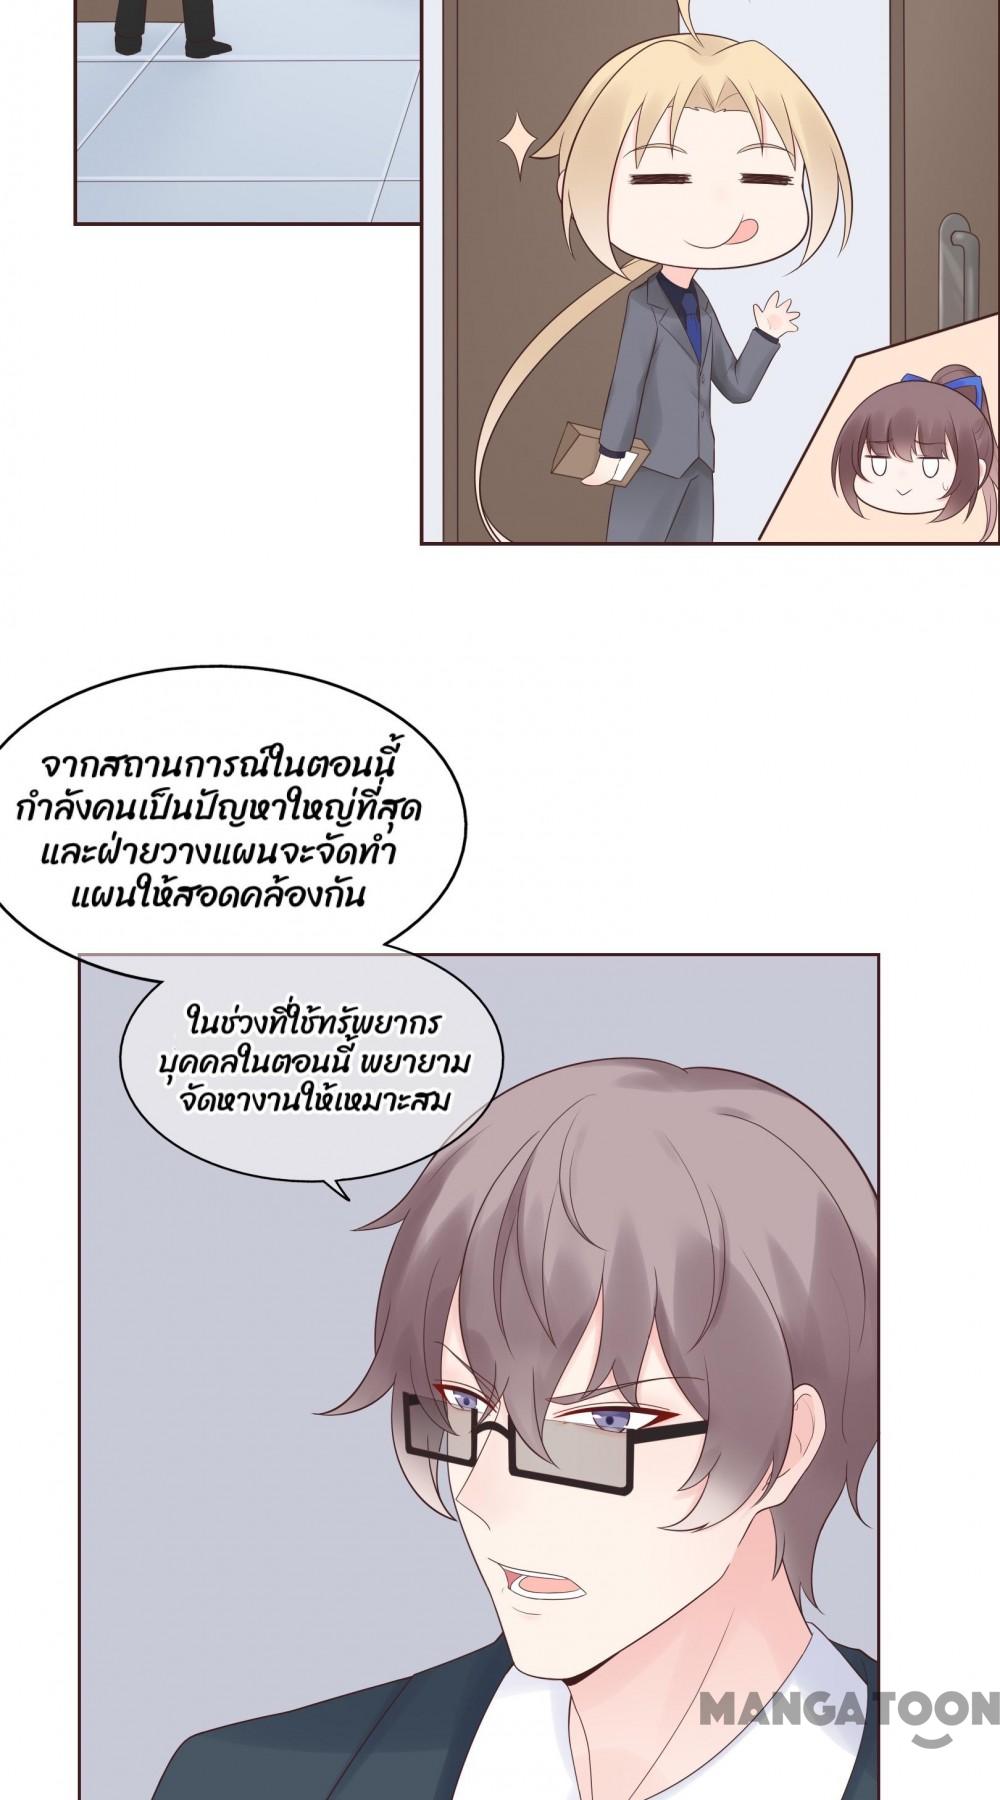 จากสถานการณ์ในตอนนี้
กำลังคนเป็นปัญหาใหญ่ที่สุด
และฝ่ายวางแผนจะจัดทำ
แผนให้สอดคล้องกัน
ในช่วงที่ใช้ทรัพยากร
บุคคลในตอนนี้ พยายาม
จัดหางานให้เหมาะสม
MANGATOON